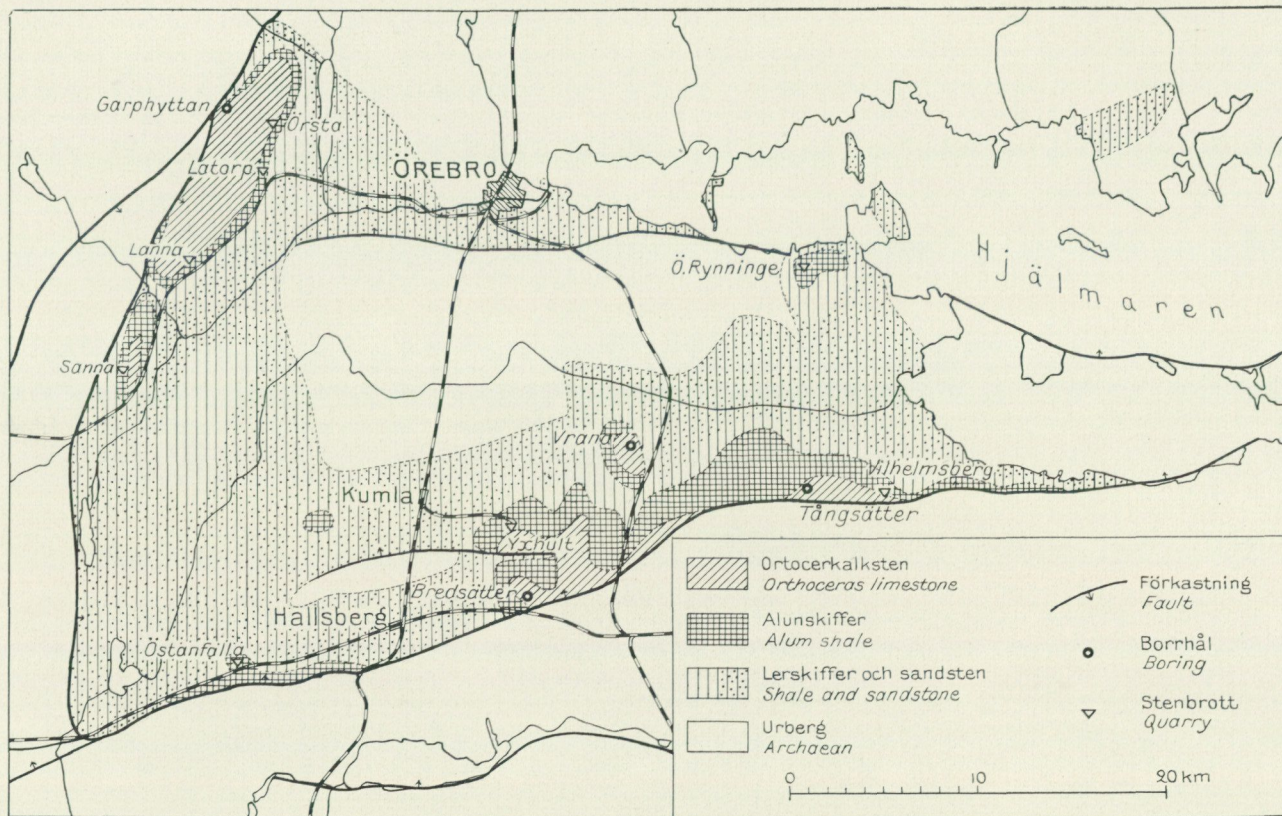 Garphyttan
Örsta
Latorp
ÖREBRO
Lanna
Ö.Rynninge
Hjälmaren
Sanna
Vrana
Vilhelmsberg
Kumla
Tångsätter
Yxhult
Bredsätter
Hallsberg
Östanfalla
Ortocerkalksten
Orthoceras limestone
Alunskiffer
Alum shale
Lerskiffer och sandsten
Shale and sandstone
Urberg
Archaean
Förkastning
Fault
Borrhål
Boring
Stenbrott
Quarry
0 10 20 km